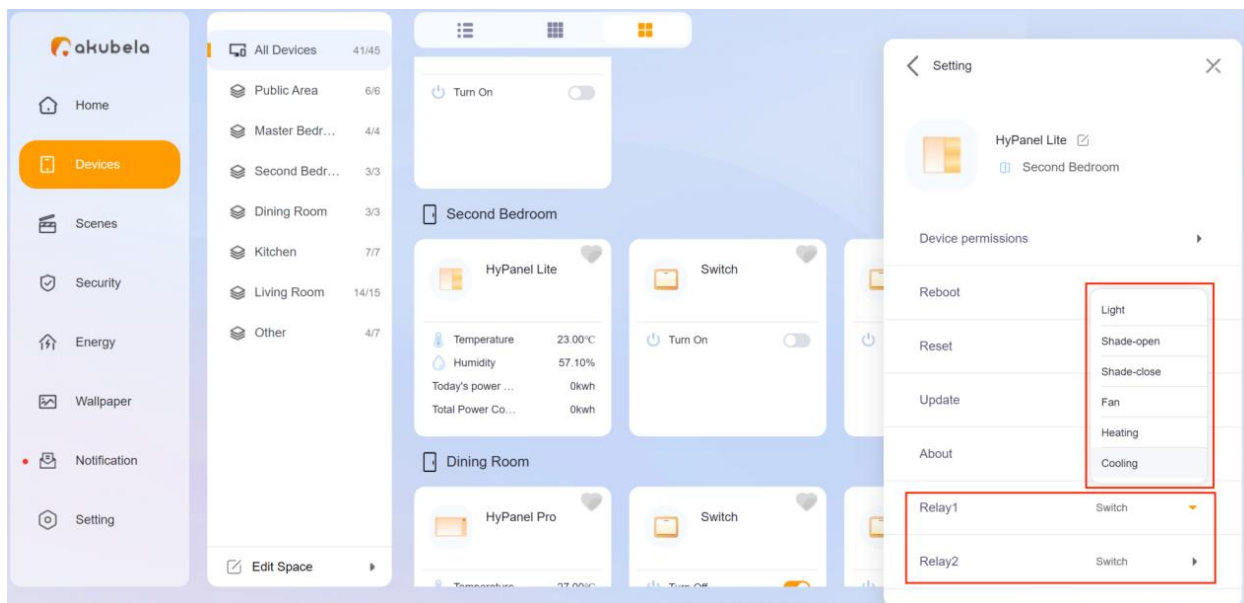 akubela
Home
Devices
Scenes
Security
Energy
Wallpaper
Notification
Setting
All Devices 41/45
Public Area 6/6
Master Bedr... 4/4
Second Bedr... 3/3
Dining Room 3/3
Kitchen 7/7
Living Room 14/15
Other 4/7
Edit Space
Turn On
Second Bedroom
HyPanel Lite
Temperature 23.00°C
Humidity 57.10%
Today's power ... 0kwh
Total Power Co... 0kwh
Switch
Turn On
Dining Room
HyPanel Pro
Temperature 27.00°C
Switch
Turn Off
Setting
HyPanel Lite
Second Bedroom
Device permissions
Reboot
Reset
Update
About
Light
Shade-open
Shade-close
Fan
Heating
Cooling
Relay1 Switch
Relay2 Switch